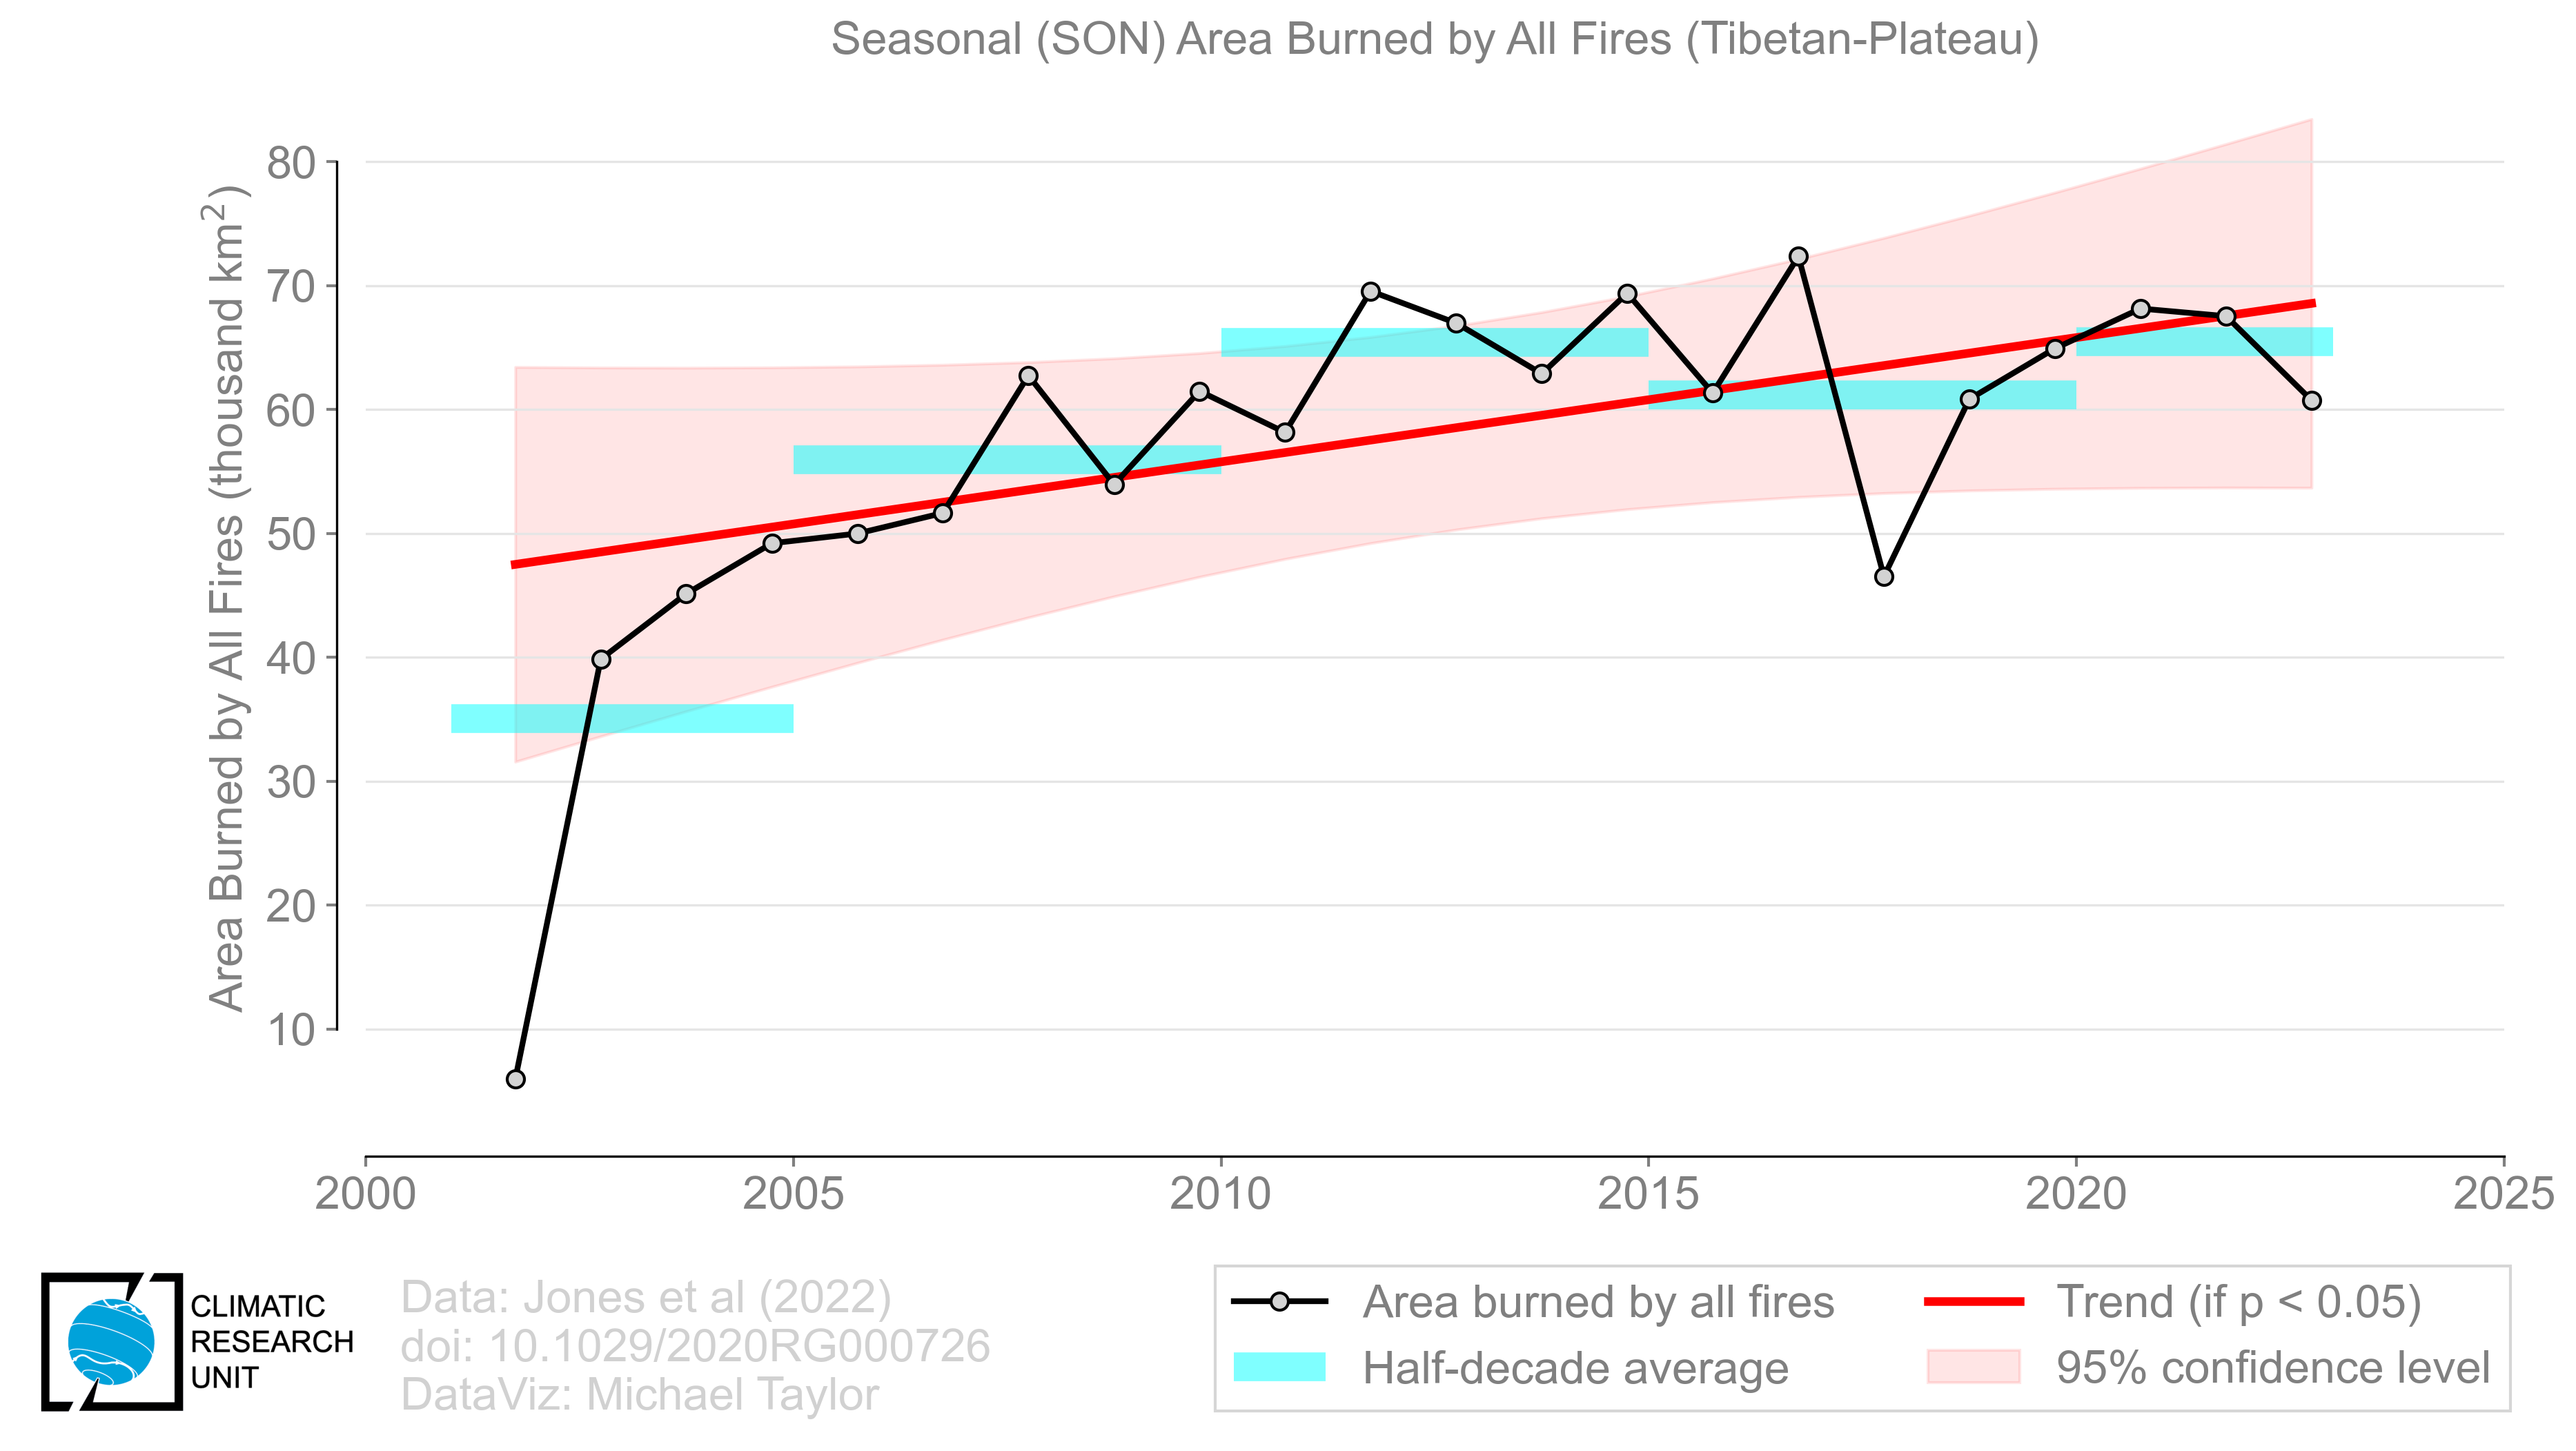 Seasonal (SON) Area Burned by All Fires (Tibetan-Plateau)
Area Burned by All Fires (thousand km²)
80
70
60
50
40
30
20
10
2000 2005 2010 2015 2020 2025
CLIMATIC
RESEARCH
UNIT
Data: Jones et al (2022)
doi: 10.1029/2020RG000726
DataViz: Michael Taylor
Area burned by all fires
Half-decade average
Trend (if p < 0.05)
95% confidence level